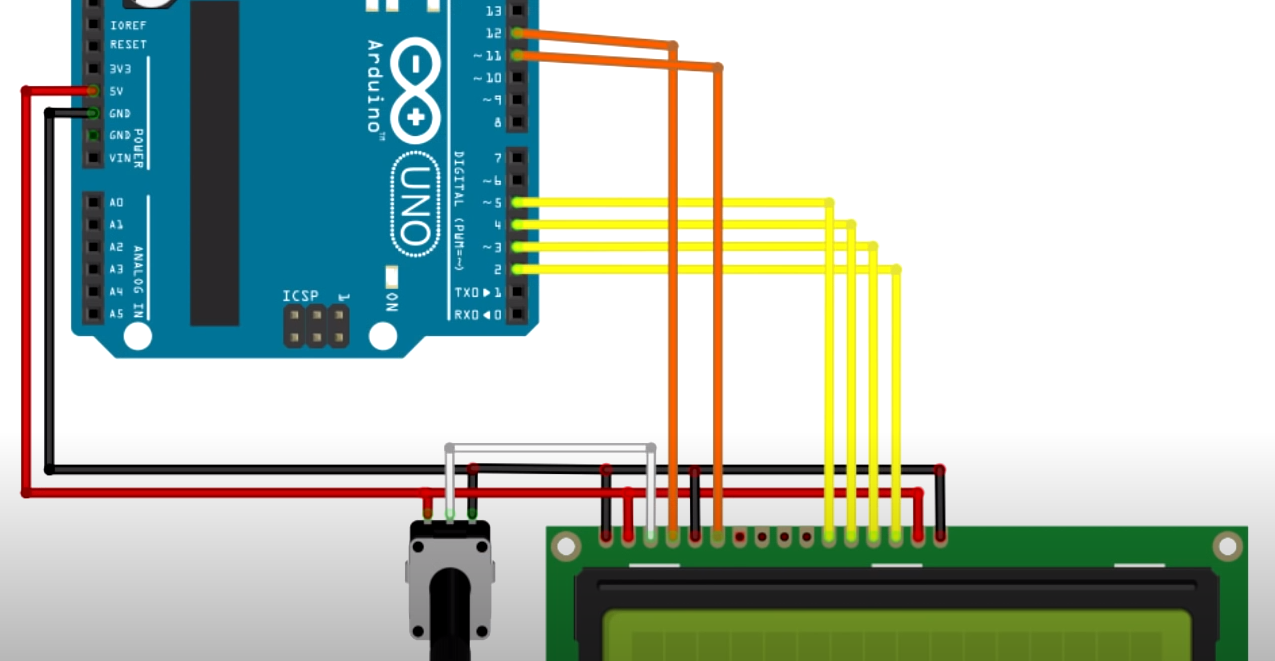 IOREF
RESET
3V3
5V
GND
GND
VIN
POWER
A0
A1
A2
A3
A4
A5
ANALOG IN
Arduino™
UNO
ON
ICSP
1
DIGITAL (PWM=~)
13
12
~11
~10
~9
8
7
~6
~5
4
~3
2
TX0▶1
RX0◀0